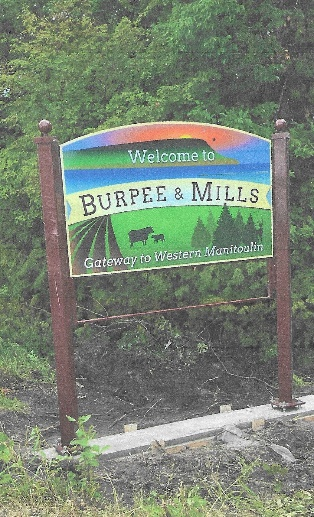 Welcome to
BURPEE & MILLS
Gateway to Western Manitoulin